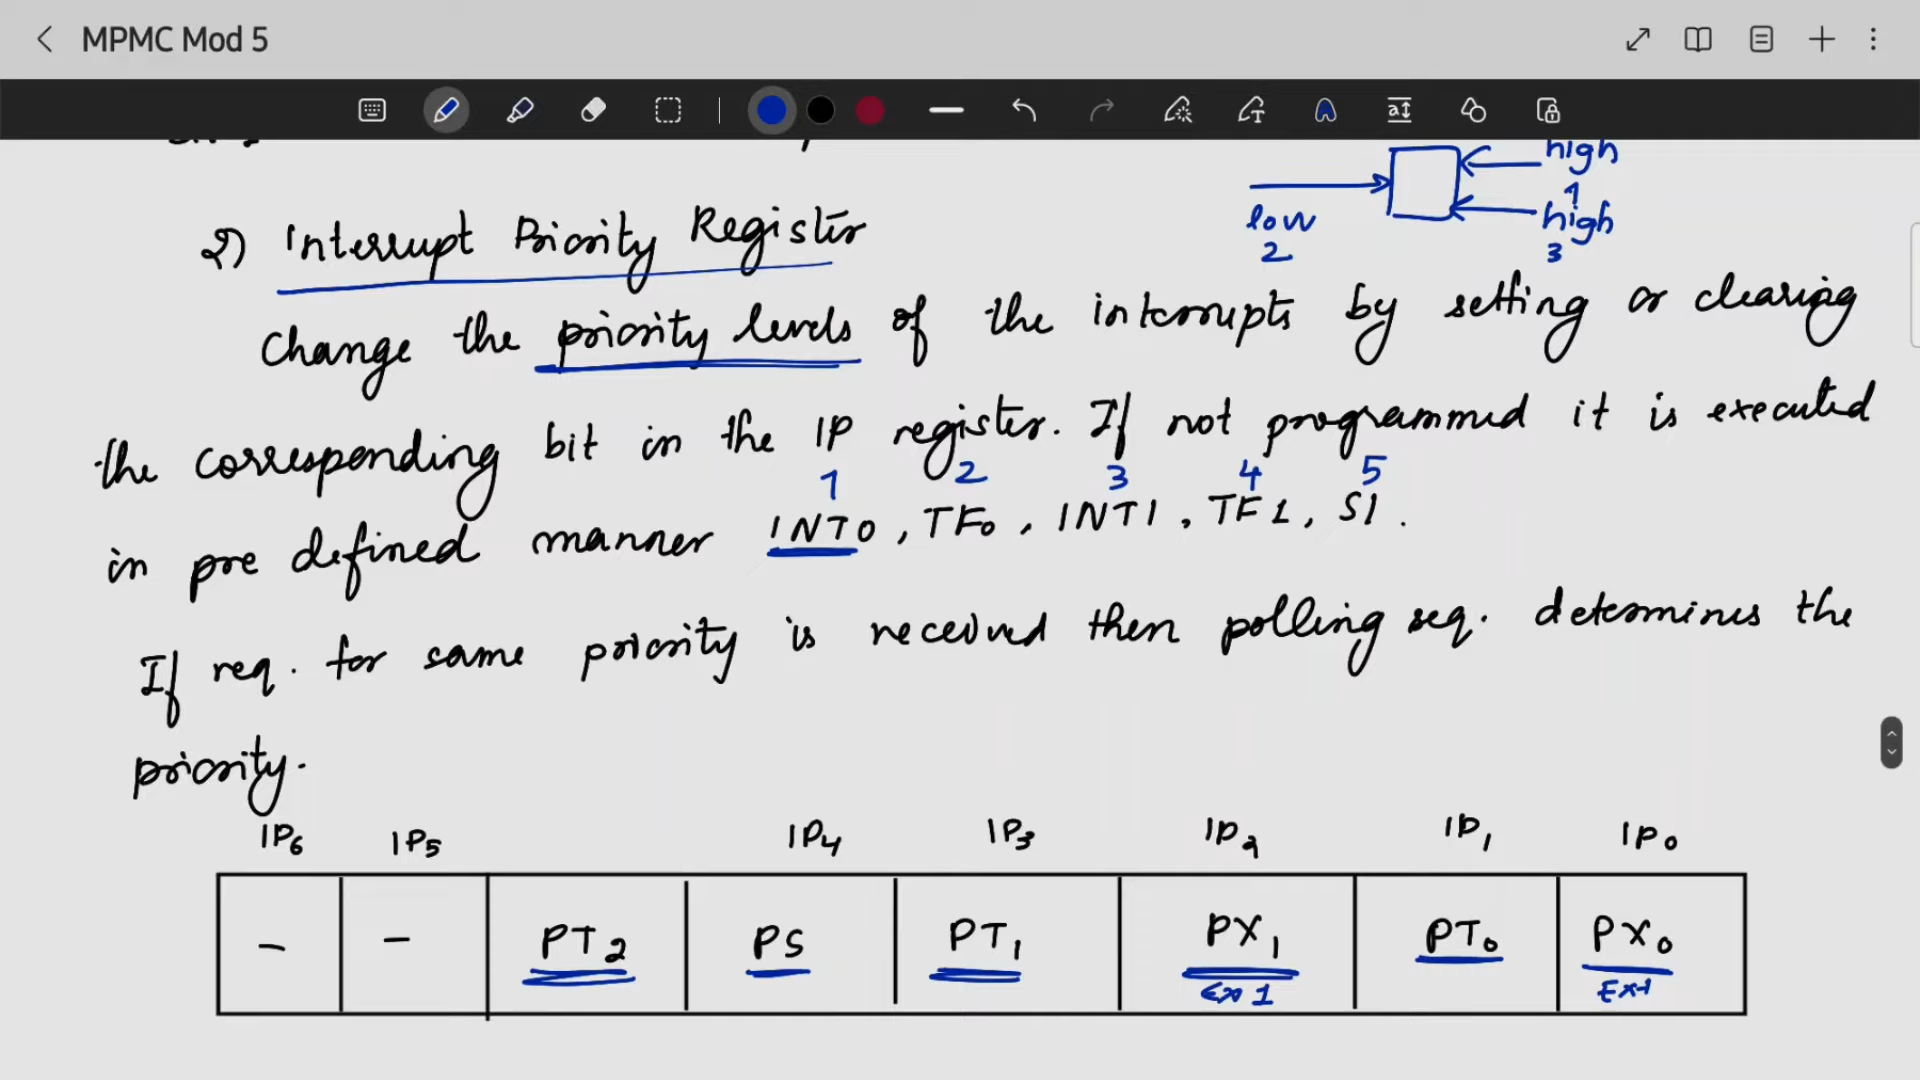 MPMC Mod 5
high
1
low
high
2
3
2) Interrupt Priority Register
Change the priority levels of the interrupts by setting or clearing
the corresponding bit in the IP register. If not programmed it is executed
1 2 3 4 5
in pre defined manner INT0, TF0, INT1, TF1, SI.
If req. for same priority is received then polling seq. determines the
priority.
IP6 IP5 IP4 IP3 IP2 IP1 IP0
- - PT2 PS PT1 PX1 PT0 PX0
Ex 1